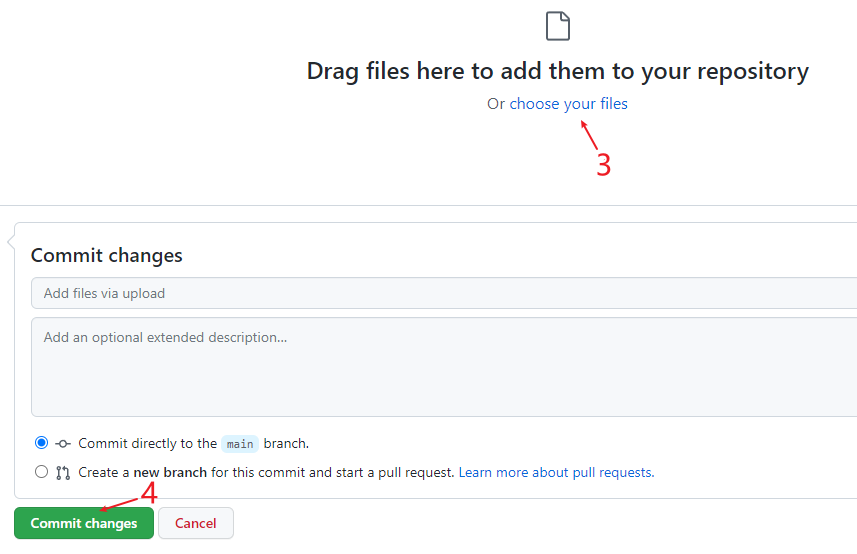 Drag files here to add them to your repository
Or choose your files
3
Commit changes
Add files via upload
Add an optional extended description...
Commit directly to the main branch.
Create a new branch for this commit and start a pull request. Learn more about pull requests.
4
Commit changes Cancel